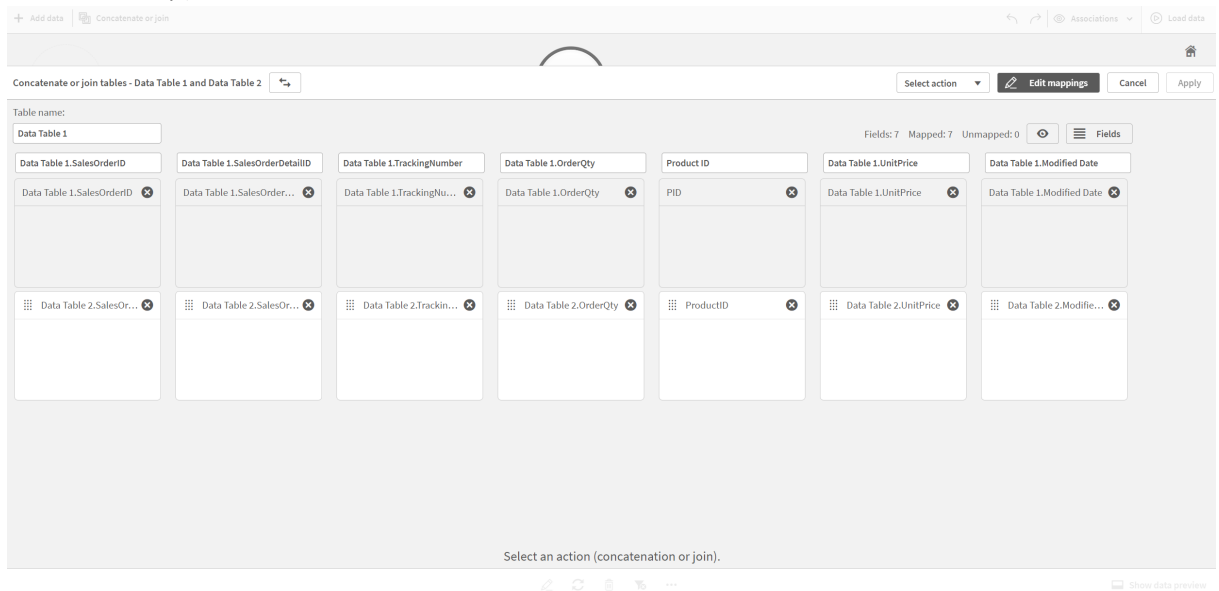 Add data Concatenate or join Associations Load data
Concatenate or join tables - Data Table 1 and Data Table 2 Select action Edit mappings Cancel Apply
Table name:
Data Table 1 Fields: 7 Mapped: 7 Unmapped: 0 Fields
Data Table 1.SalesOrderID Data Table 1.SalesOrderDetailID Data Table 1.TrackingNumber Data Table 1.OrderQty Product ID Data Table 1.UnitPrice Data Table 1.Modified Date
Data Table 1.SalesOrderID Data Table 1.SalesOrder... Data Table 1.TrackingNu... Data Table 1.OrderQty PID Data Table 1.UnitPrice Data Table 1.Modified Date
Data Table 2.SalesOr... Data Table 2.SalesOr... Data Table 2.Trackin... Data Table 2.OrderQty ProductID Data Table 2.UnitPrice Data Table 2.Modifie...
Select an action (concatenation or join).
Show data preview